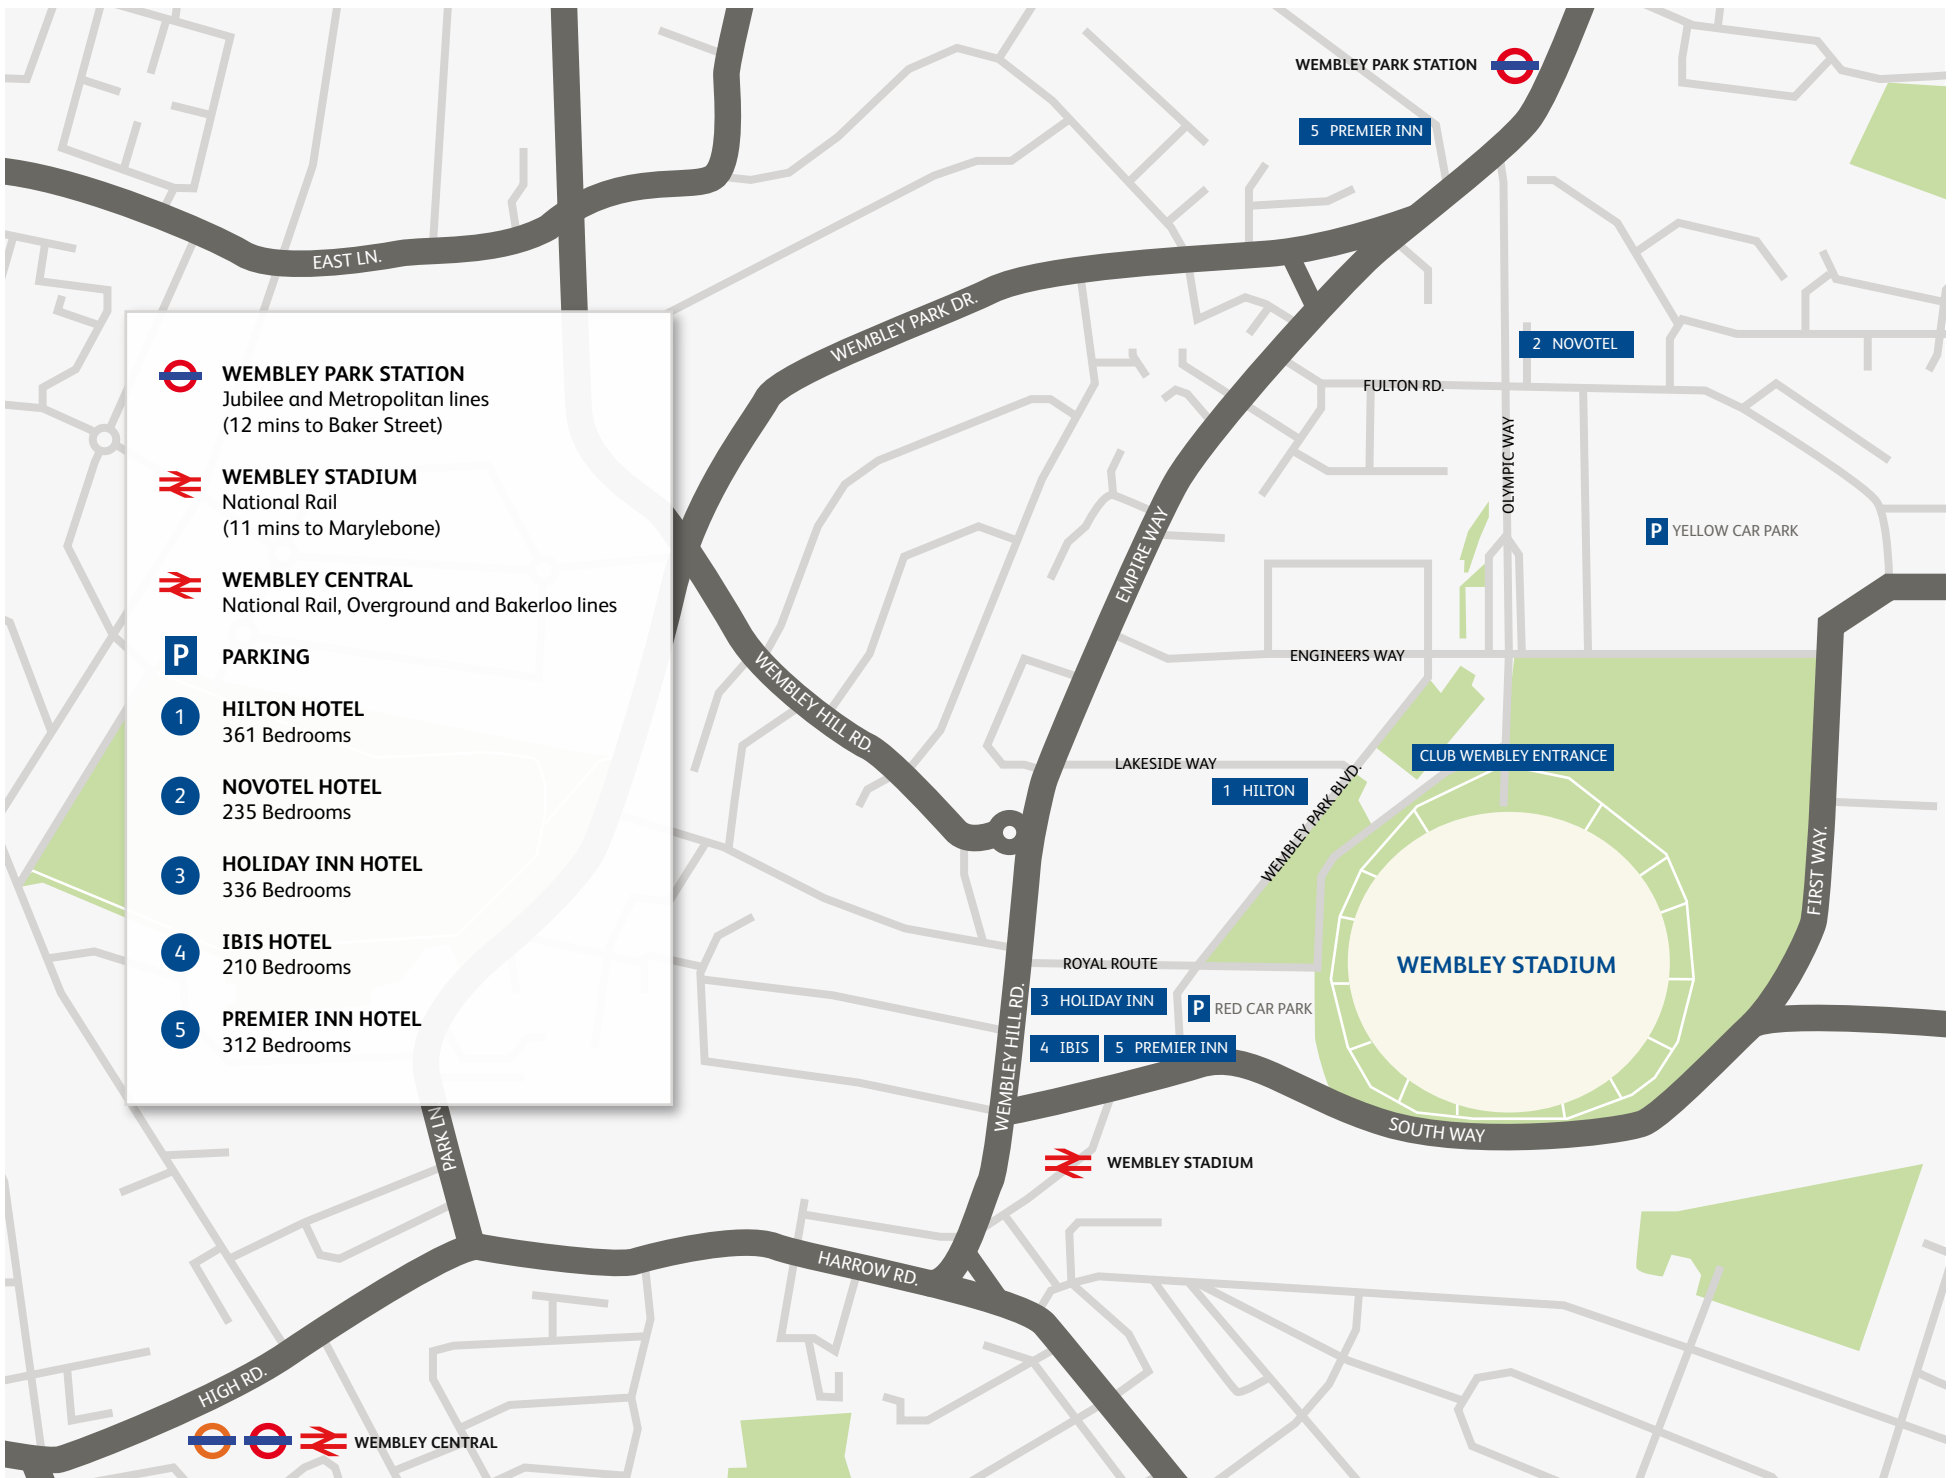 WEMBLEY PARK STATION
5 PREMIER INN
EAST LN.
WEMBLEY PARK DR.
2 NOVOTEL
FULTON RD.
OLYMPIC WAY
P YELLOW CAR PARK
EMPIRE WAY
ENGINEERS WAY
WEMBLEY HILL RD.
LAKESIDE WAY
CLUB WEMBLEY ENTRANCE
1 HILTON
WEMBLEY PARK BLVD.
FIRST WAY.
WEMBLEY STADIUM
ROYAL ROUTE
3 HOLIDAY INN
P RED CAR PARK
WEMBLEY HILL RD.
4 IBIS
5 PREMIER INN
SOUTH WAY
WEMBLEY STADIUM
PARK LN
HARROW RD.
HIGH RD.
WEMBLEY CENTRAL
WEMBLEY PARK STATION
Jubilee and Metropolitan lines
(12 mins to Baker Street)
WEMBLEY STADIUM
National Rail
(11 mins to Marylebone)
WEMBLEY CENTRAL
National Rail, Overground and Bakerloo lines
P PARKING
1 HILTON HOTEL
361 Bedrooms
2 NOVOTEL HOTEL
235 Bedrooms
3 HOLIDAY INN HOTEL
336 Bedrooms
4 IBIS HOTEL
210 Bedrooms
5 PREMIER INN HOTEL
312 Bedrooms